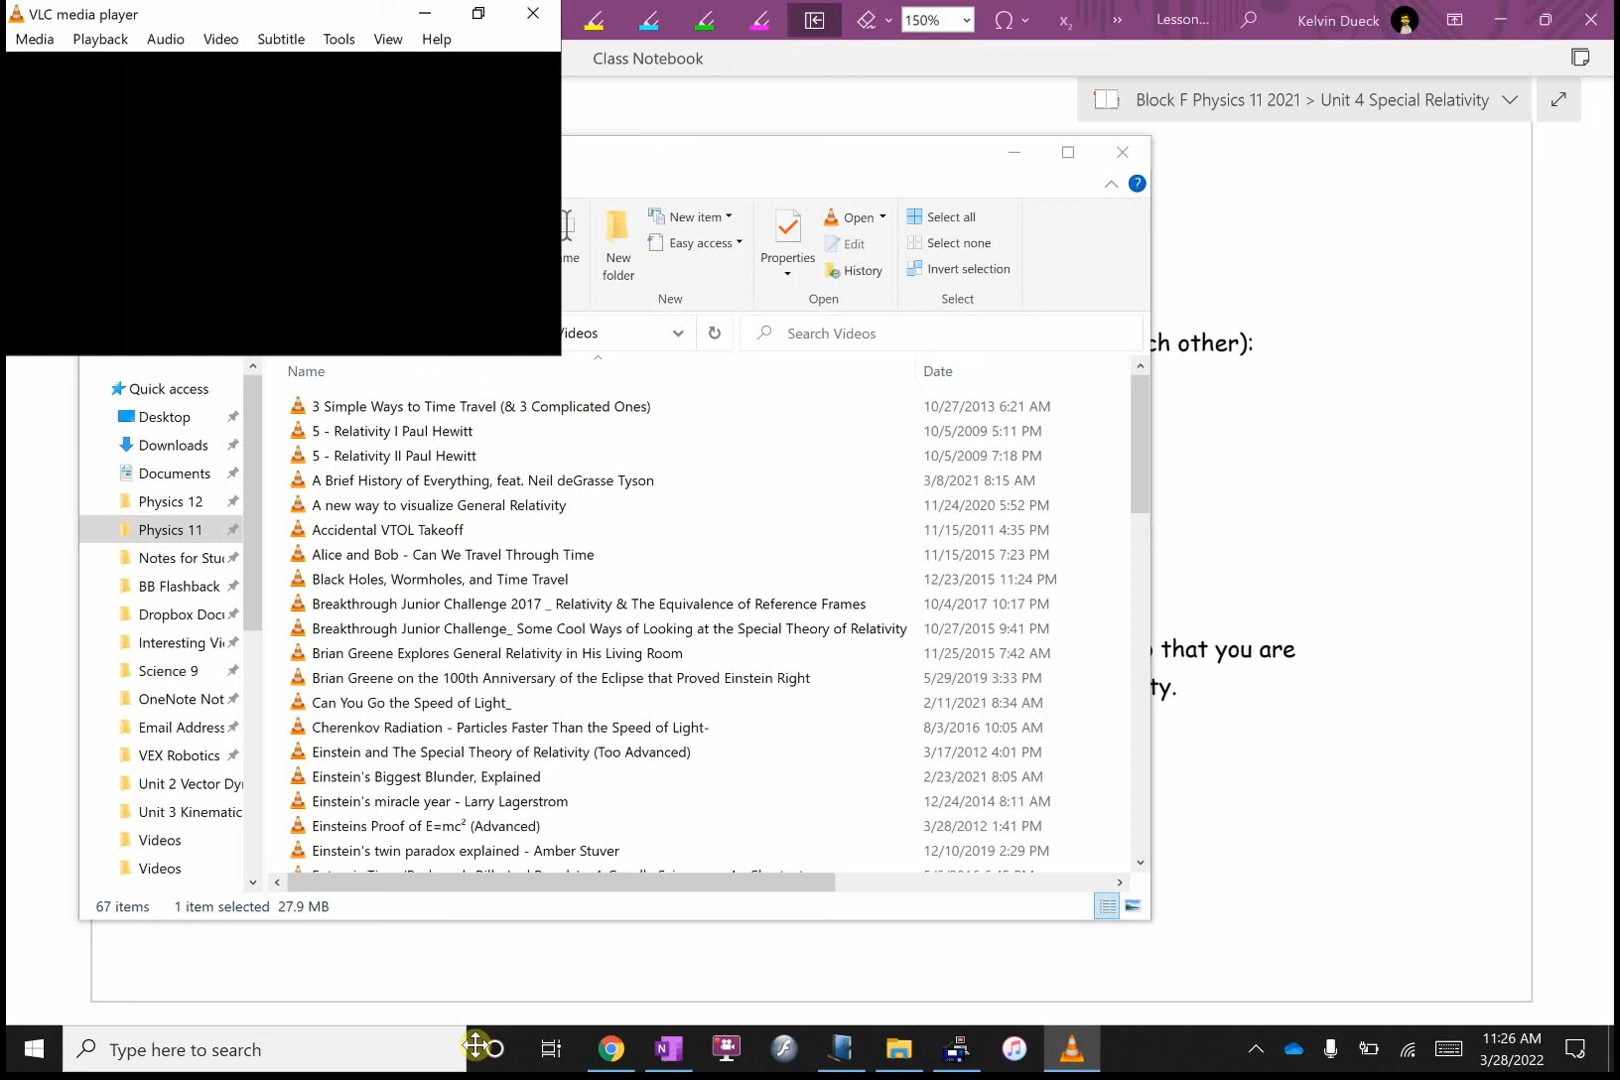 VLC media player
Media Playback Audio Video Subtitle Tools View Help
150%
Lesson...
Kelvin Dueck
Class Notebook
Block F Physics 11 2021 > Unit 4 Special Relativity
New folder
New item
Easy access
New
Properties
Open
Edit
History
Open
Select all
Select none
Invert selection
Select
Search Videos
ch other):
that you are
ty.
Name Date
Quick access
Desktop
Downloads
Documents
Physics 12
Physics 11
Notes for Stu
BB Flashback
Dropbox Doc
Interesting Vi
Science 9
OneNote Not
Email Address
VEX Robotics
Unit 2 Vector Dy
Unit 3 Kinematic
Videos
Videos
3 Simple Ways to Time Travel (& 3 Complicated Ones) 10/27/2013 6:21 AM
5 - Relativity I Paul Hewitt 10/5/2009 5:11 PM
5 - Relativity II Paul Hewitt 10/5/2009 7:18 PM
A Brief History of Everything, feat. Neil deGrasse Tyson 3/8/2021 8:15 AM
A new way to visualize General Relativity 11/24/2020 5:52 PM
Accidental VTOL Takeoff 11/15/2011 4:35 PM
Alice and Bob - Can We Travel Through Time 11/15/2015 7:23 PM
Black Holes, Wormholes, and Time Travel 12/23/2015 11:24 PM
Breakthrough Junior Challenge 2017 _ Relativity & The Equivalence of Reference Frames 10/4/2017 10:17 PM
Breakthrough Junior Challenge_ Some Cool Ways of Looking at the Special Theory of Relativity 10/27/2015 9:41 PM
Brian Greene Explores General Relativity in His Living Room 11/25/2015 7:42 AM
Brian Greene on the 100th Anniversary of the Eclipse that Proved Einstein Right 5/29/2019 3:33 PM
Can You Go the Speed of Light_ 2/11/2021 8:34 AM
Cherenkov Radiation - Particles Faster Than the Speed of Light- 8/3/2016 10:05 AM
Einstein and The Special Theory of Relativity (Too Advanced) 3/17/2012 4:01 PM
Einstein's Biggest Blunder, Explained 2/23/2021 8:05 AM
Einstein's miracle year - Larry Lagerstrom 12/24/2014 8:11 AM
Einsteins Proof of E=mc² (Advanced) 3/28/2012 1:41 PM
Einstein's twin paradox explained - Amber Stuver 12/10/2019 2:29 PM
67 items 1 item selected 27.9 MB
Type here to search
11:26 AM
3/28/2022